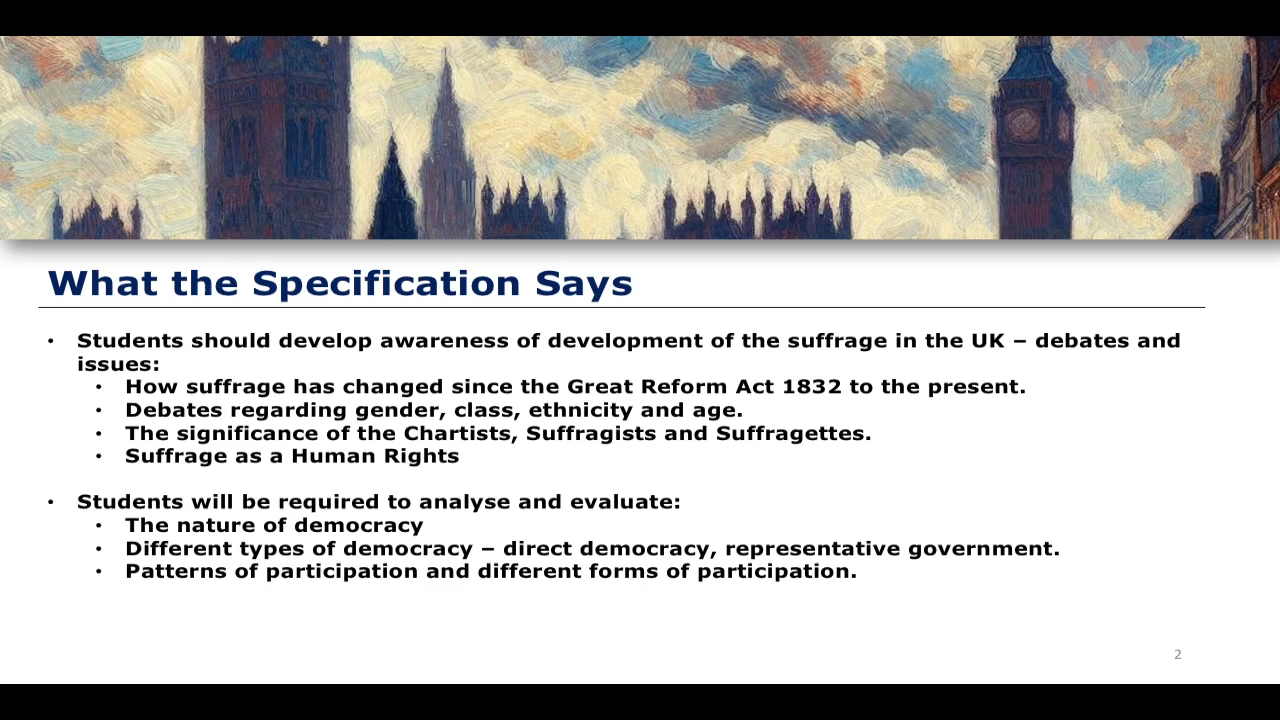 What the Specification Says
• Students should develop awareness of development of the suffrage in the UK – debates and
issues:
• How suffrage has changed since the Great Reform Act 1832 to the present.
• Debates regarding gender, class, ethnicity and age.
• The significance of the Chartists, Suffragists and Suffragettes.
• Suffrage as a Human Rights
• Students will be required to analyse and evaluate:
• The nature of democracy
• Different types of democracy – direct democracy, representative government.
• Patterns of participation and different forms of participation.
2